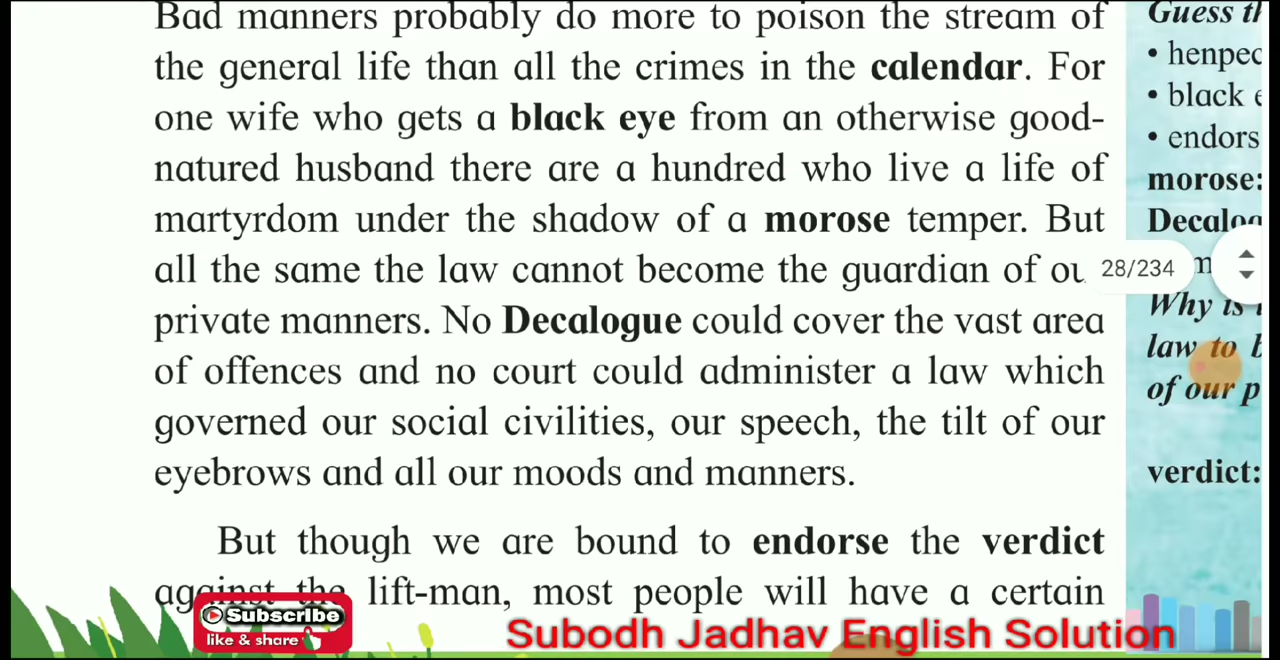 Bad manners probably do more to poison the stream of
the general life than all the crimes in the calendar. For
one wife who gets a black eye from an otherwise good-
natured husband there are a hundred who live a life of
martyrdom under the shadow of a morose temper. But
all the same the law cannot become the guardian of
private manners. No Decalogue could cover the vast area
of offences and no court could administer a law which
governed our social civilities, our speech, the tilt of our
eyebrows and all our moods and manners.
But though we are bound to endorse the verdict
against the lift-man, most people will have a certain
Guess
• 
• black
• 
morose:
28/234
Why is
law to
of our
verdict:
Subscribe
like & share
Subodh Jadhav English Solution